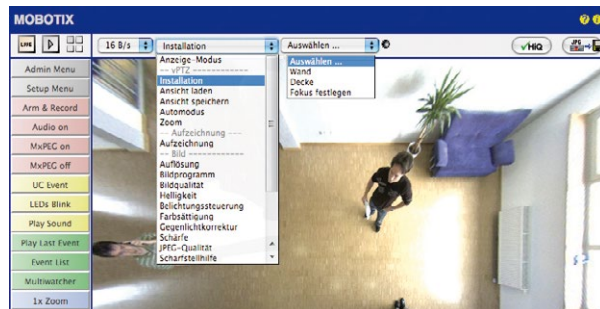 MOBOTIX
LIVE
16 B/s
Installation
Auswählen ...
HiQ
JPG
Admin Menu
Setup Menu
Arm & Record
Audio on
MxPEG on
MxPEG off
UC Event
LEDs Blink
Play Sound
Play Last Event
Event List
Multiwatcher
1x Zoom
Anzeige-Modus
-- vPTZ ------------
Installation
Ansicht laden
Ansicht speichern
Automodus
Zoom
-- Aufzeichnung ---
Aufzeichnung
-- Bild ------------
Auflösung
Bildprogramm
Bildqualität
Helligkeit
Belichtungssteuerung
Farbsättigung
Gegenlichtkorrektur
Schärfe
JPEG-Qualität
Scharfstellhilfe
Auswählen ...
Wand
Decke
Fokus festlegen